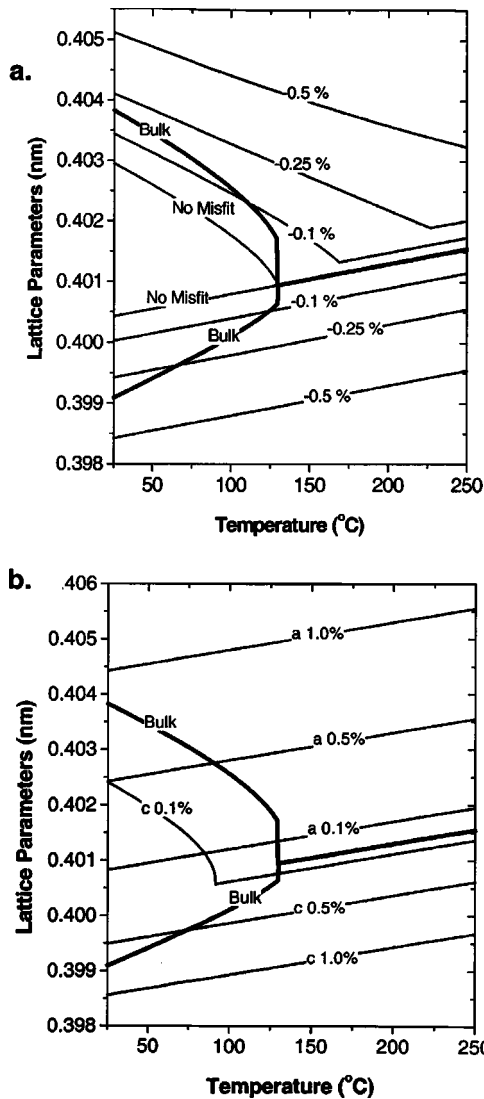 a.
0.405
0.404
0.403
0.402
0.401
0.400
0.399
0.398
Lattice Parameters (nm)
-0.5 %
Bulk
-0.25 %
No Misfit
-0.1 %
No Misfit
Bulk
-0.1 %
-0.25 %
-0.5 %
50 100 150 200 250
Temperature (°C)
b.
0.406
0.405
0.404
0.403
0.402
0.401
0.400
0.399
0.398
Lattice Parameters (nm)
a 1.0%
Bulk
a 0.5%
c 0.1%
a 0.1%
Bulk
c 0.5%
c 1.0%
50 100 150 200 250
Temperature (°C)